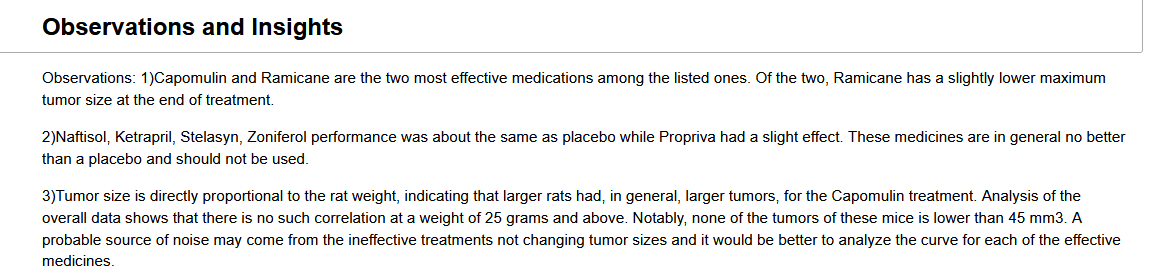 Observations and Insights
Observations: 1)Capomulin and Ramicane are the two most effective medications among the listed ones. Of the two, Ramicane has a slightly lower maximum
tumor size at the end of treatment.
2)Naftisol, Ketrapril, Stelasyn, Zoniferol performance was about the same as placebo while Propriva had a slight effect. These medicines are in general no better
than a placebo and should not be used.
3)Tumor size is directly proportional to the rat weight, indicating that larger rats had, in general, larger tumors, for the Capomulin treatment. Analysis of the
overall data shows that there is no such correlation at a weight of 25 grams and above. Notably, none of the tumors of these mice is lower than 45 mm3. A
probable source of noise may come from the ineffective treatments not changing tumor sizes and it would be better to analyze the curve for each of the effective
medicines.